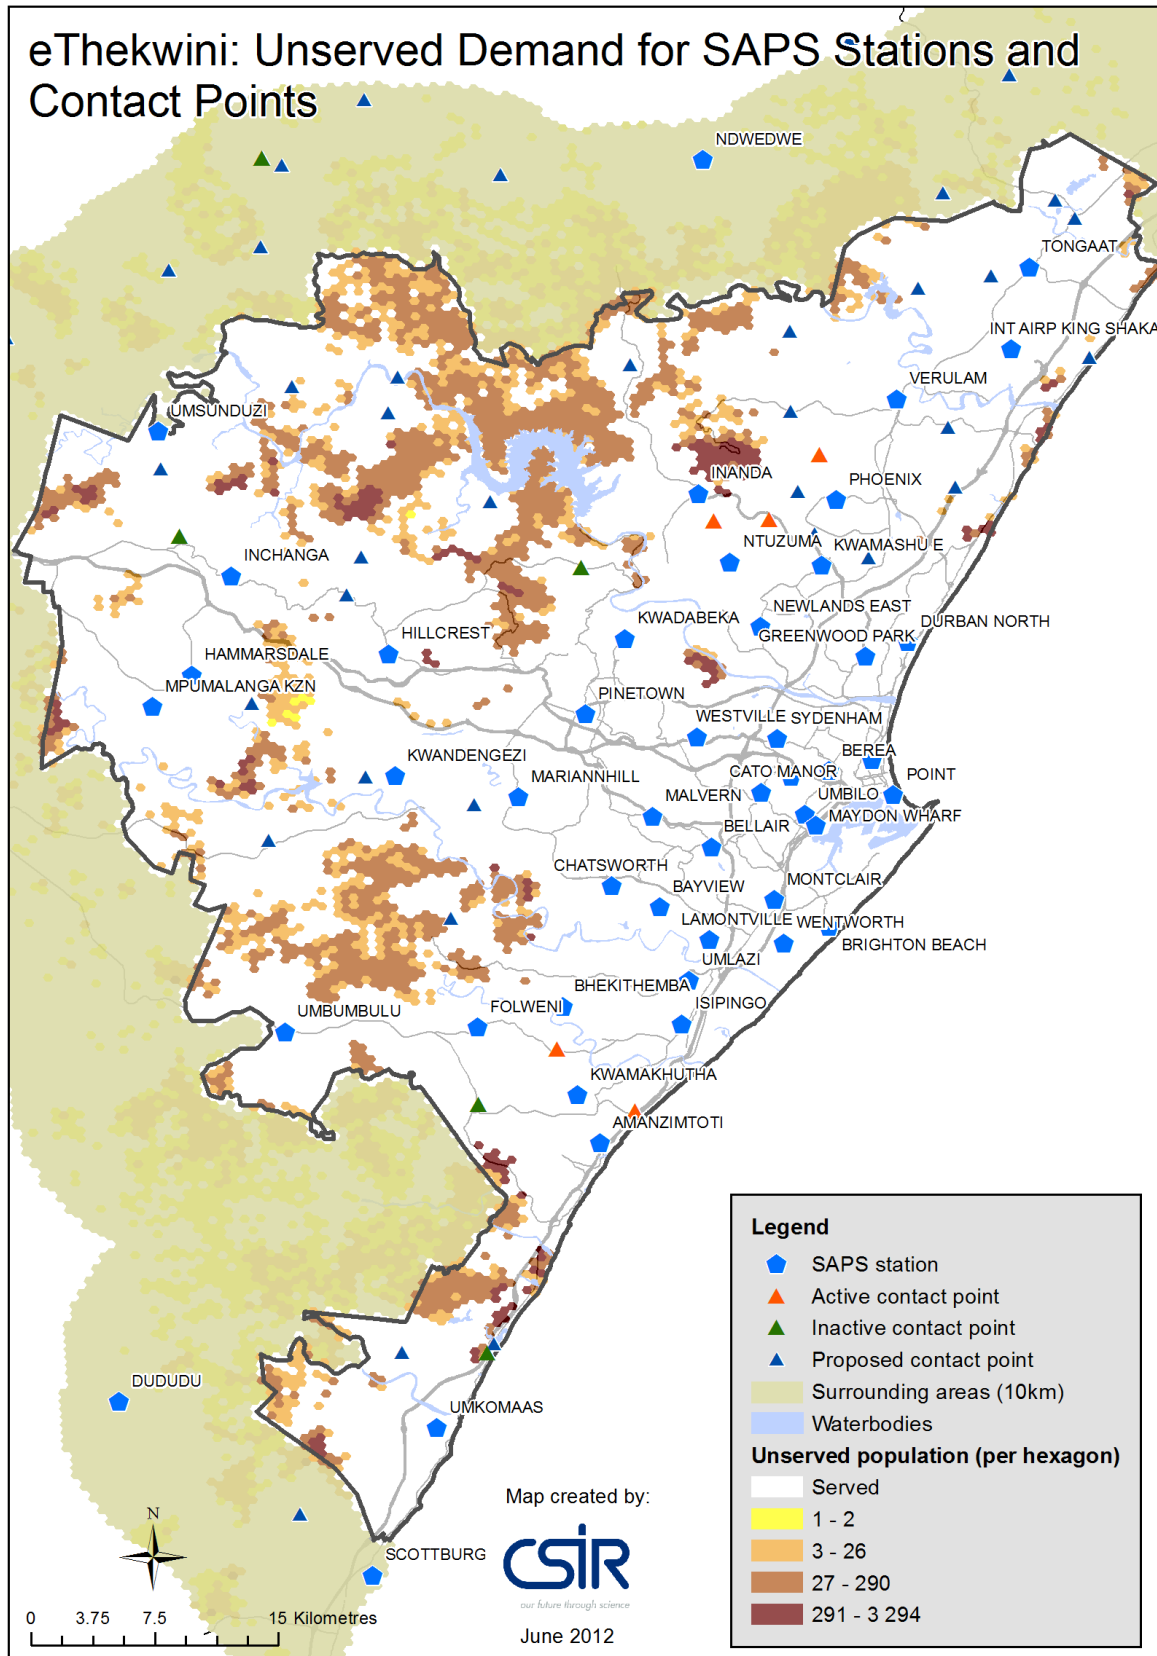 eThekwini: Unserved Demand for SAPS Stations and
Contact Points
NDWEDWE
TONGAAT
INT AIRP KING SHAKA
VERULAM
UMSUNDUZI
INANDA
PHOENIX
NTUZUMA
KWAMASHU E
INCHANGA
NEWLANDS EAST
KWADABEKA
DURBAN NORTH
HILLCREST
GREENWOOD PARK
HAMMARSDALE
MPUMALANGA KZN
PINETOWN
WESTVILLE
SYDENHAM
KWANDENGEZI
BEREA
MARIANNHILL
CATO MANOR
POINT
MALVERN
UMBILO
BELLAIR
MAYDON WHARF
CHATSWORTH
BAYVIEW
MONTCLAIR
LAMONTVILLE
WENTWORTH
BRIGHTON BEACH
UMLAZI
BHEKITHEMBA
UMBUMBULU
FOLWENI
ISIPINGO
KWAMAKHUTHA
AMANZIMTOTI
DUDUDU
UMKOMAAS
SCOTTBURG
Legend
SAPS station
Active contact point
Inactive contact point
Proposed contact point
Surrounding areas (10km)
Waterbodies
Unserved population (per hexagon)
Served
1 - 2
3 - 26
27 - 290
291 - 3 294
Map created by:
CSIR
our future through science
June 2012
N
0 3.75 7.5 15 Kilometres